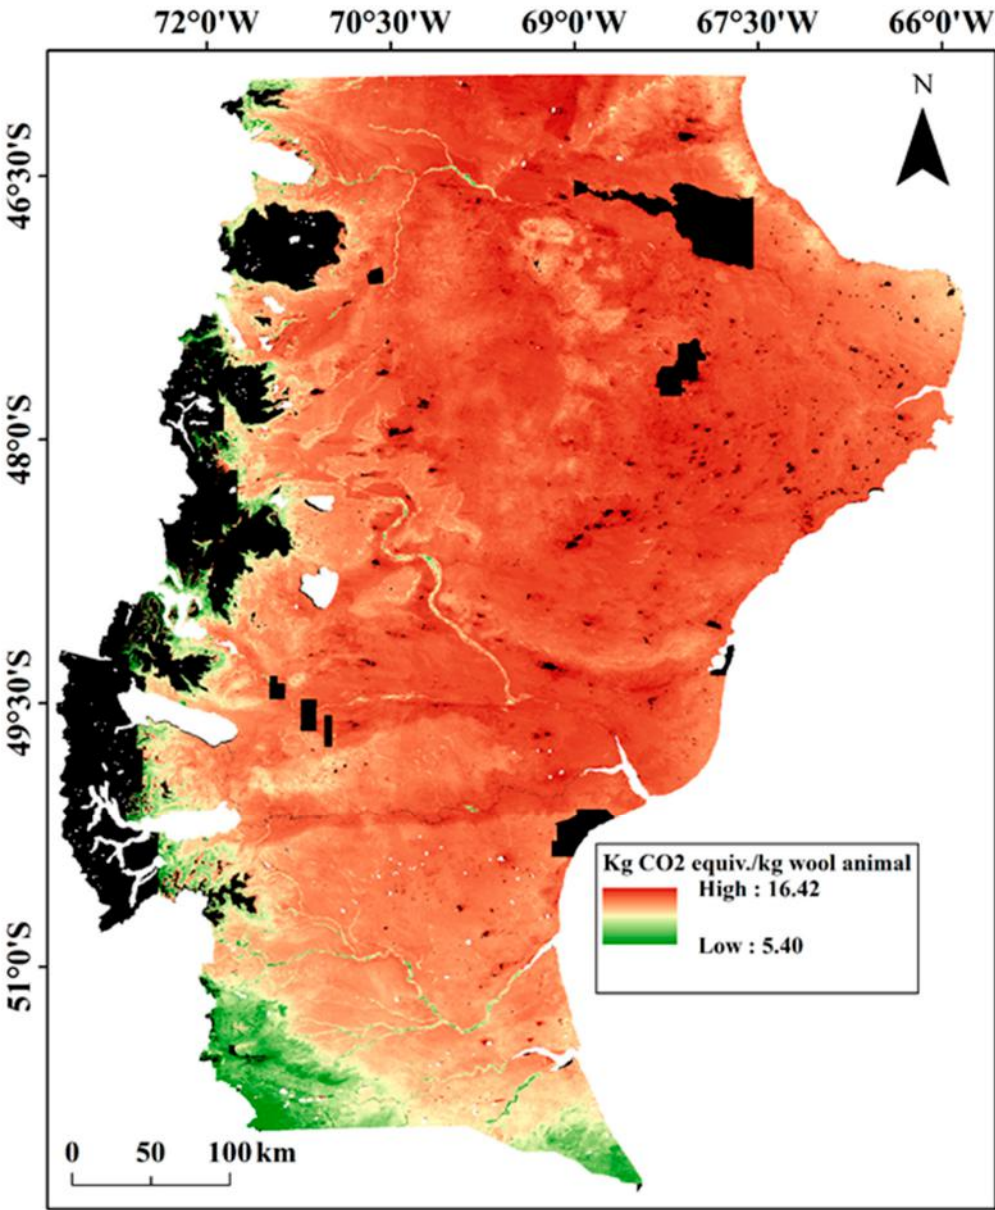 72°0'W 70°30'W 69°0'W 67°30'W 66°0'W
N
46°30'S
48°0'S
49°30'S
51°0'S
Kg CO2 equiv./kg wool animal
High : 16.42
Low : 5.40
0 50 100 km